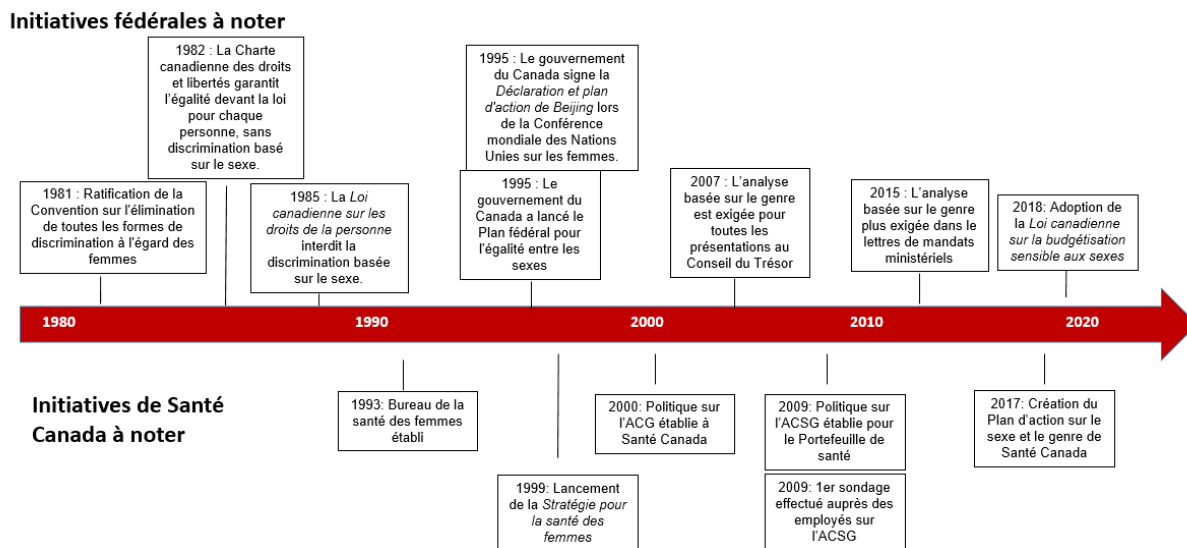 Initiatives fédérales à noter
1982 : La Charte
canadienne des droits
et libertés garantit
l'égalité devant la loi
pour chaque
personne, sans
discrimination basé
sur le sexe.
1995 : Le gouvernement
du Canada signe la
Déclaration et plan
d'action de Beijing lors
de la Conférence
mondiale des Nations
Unies sur les femmes.
1981 : Ratification de la
Convention sur l'élimination
de toutes les formes de
discrimination à l'égard des
femmes
1985 : La Loi
canadienne sur les
droits de la personne
interdit la
discrimination basée
sur le sexe.
1995 : Le
gouvernement du
Canada a lancé le
Plan fédéral pour
l'égalité entre les
sexes
2007 : L'analyse
basée sur le genre
est exigée pour
toutes les
présentations au
Conseil du Trésor
2015 : L'analyse
basée sur le genre
plus exigée dans le
lettres de mandats
ministériels
2018: Adoption de
la Loi canadienne
sur la budgétisation
sensible aux sexes
1980
1990
2000
2010
2020
Initiatives de Santé
Canada à noter
1993: Bureau de la
santé des femmes
établi
1999: Lancement
de la Stratégie pour
la santé des
femmes
2000: Politique sur
l'ACG établie à
Santé Canada
2009: Politique sur
l'ACSG établie pour
le Portefeuille de
santé
2009: 1er sondage
effectué auprès des
employés sur
l'ACSG
2017: Création du
Plan d'action sur le
sexe et le genre de
Santé Canada